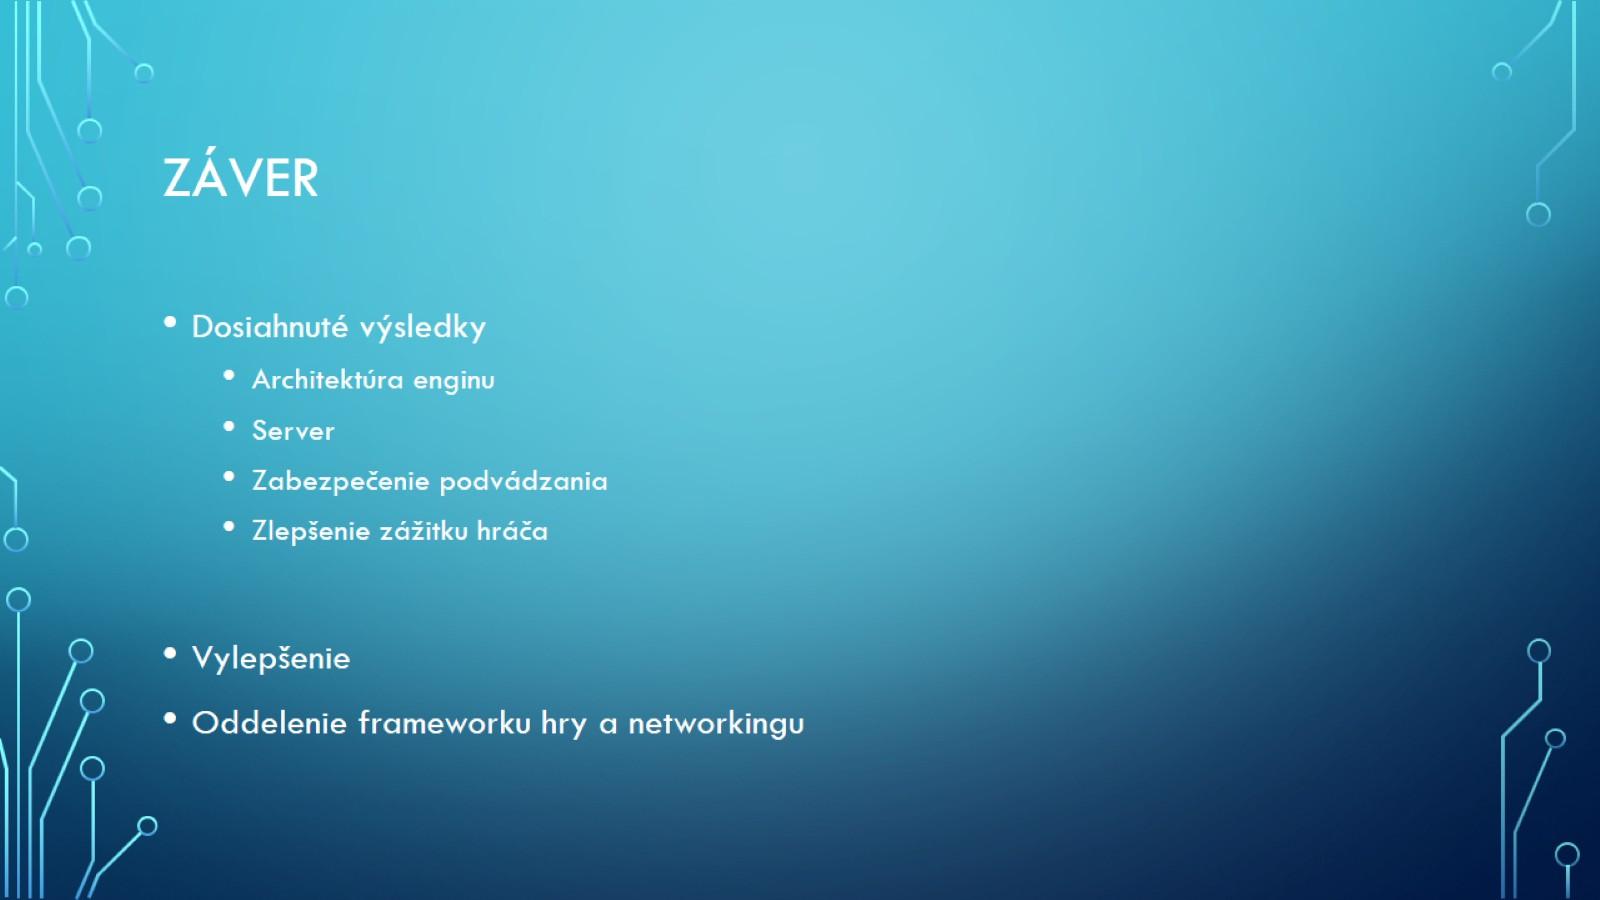 ZÁVER
• Dosiahnuté výsledky
• Architektúra enginu
• Server
• Zabezpečenie podvádzania
• Zlepšenie zážitku hráča
• Vylepšenie
• Oddelenie frameworku hry a networkingu